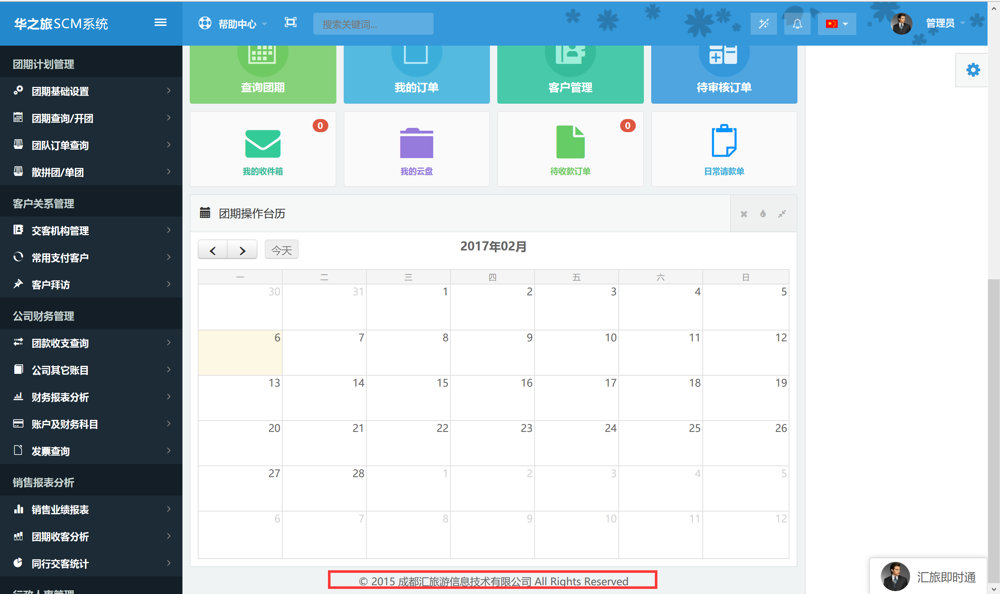 华之旅SCM系统
帮助中心
搜索关键词...
管理员
团期计划管理
团期基础设置
团期查询/开团
团队订单查询
散拼团/单团
客户关系管理
交客机构管理
常用支付客户
客户拜访
公司财务管理
团款收支查询
公司其它账目
财务报表分析
账户及财务科目
发票查询
销售报表分析
销售业绩报表
团期收客分析
同行交客统计
行政人事管理
查询团期
我的订单
客户管理
待审核订单
0
我的收件箱
我的云盘
0
待收款订单
日常请款单
团期操作台历
今天
2017年02月
一 二 三 四 五 六 日
30 31 1 2 3 4 5
6 7 8 9 10 11 12
13 14 15 16 17 18 19
20 21 22 23 24 25 26
27 28 1 2 3 4 5
6 7 8 9 10 11 12
© 2015 成都汇旅游信息技术有限公司 All Rights Reserved
汇旅即时通